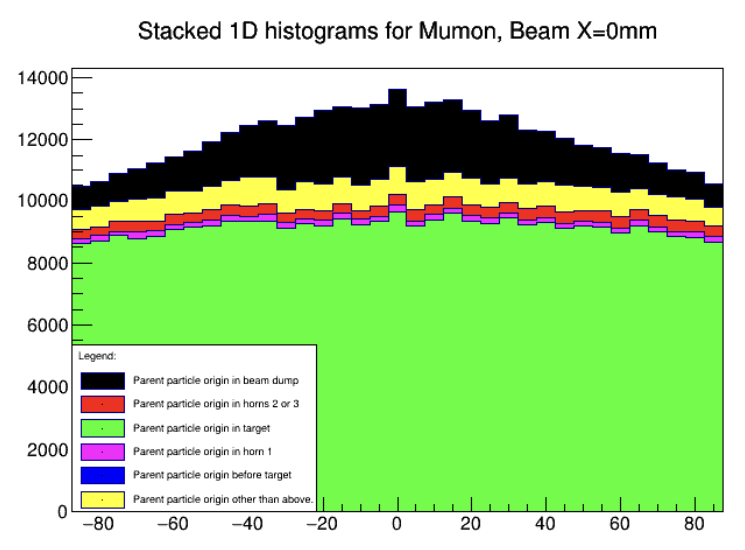 Stacked 1D histograms for Mumon, Beam X=0mm
14000
12000
10000
8000
6000
4000
2000
0
Legend:
Parent particle origin in beam dump
Parent particle origin in horns 2 or 3
Parent particle origin in target
Parent particle origin in horn 1
Parent particle origin before target
Parent particle origin other than above.
−80 −60 −40 −20 0 20 40 60 80